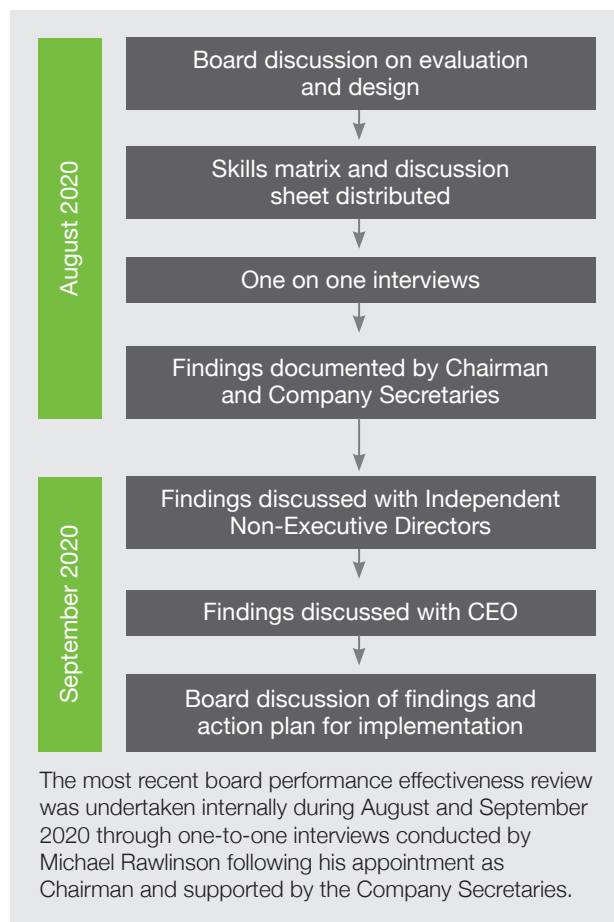 August 2020
Board discussion on evaluation
and design
Skills matrix and discussion
sheet distributed
One on one interviews
Findings documented by Chairman
and Company Secretaries
September 2020
Findings discussed with Independent
Non-Executive Directors
Findings discussed with CEO
Board discussion of findings and
action plan for implementation
The most recent board performance effectiveness review
was undertaken internally during August and September
2020 through one-to-one interviews conducted by
Michael Rawlinson following his appointment as
Chairman and supported by the Company Secretaries.